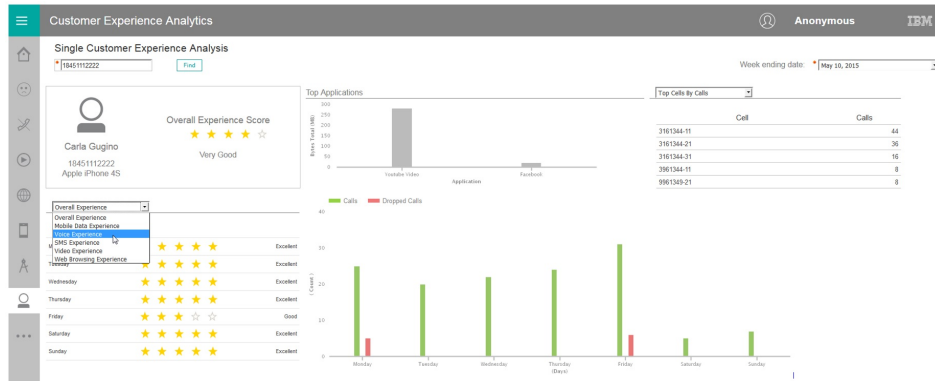 Customer Experience Analytics
Anonymous
IBM
Single Customer Experience Analysis
* 18451112222
Find
Week ending date: * May 10, 2015
Carla Gugino
18451112222
Apple iPhone 4S
Overall Experience Score
Very Good
Top Applications
300
250
200
150
100
50
0
Bytes Total (MB)
Youtube Video
Facebook
Application
Top Cells By Calls
Cell Calls
3161344-11 44
3161344-21 36
3161344-31 16
3961344-11 8
9961349-21 8
Overall Experience
Overall Experience
Mobile Data Experience
Voice Experience
SMS Experience
Video Experience
Web Browsing Experience
Excellent
Tuesday Excellent
Wednesday Excellent
Thursday Excellent
Friday Good
Saturday Excellent
Sunday Excellent
Calls Dropped Calls
40
30
20
10
0
( Count )
Monday Tuesday Wednesday Thursday Friday Saturday Sunday
(Days)